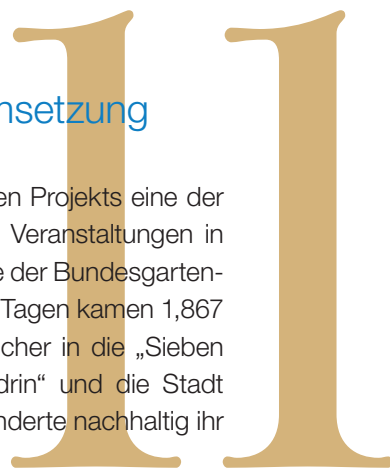 11
nsetzung
en Projekts eine der
Veranstaltungen in
e der Bundesgarten-
Tagen kamen 1,867
cher in die „Sieben
drin“ und die Stadt
nderte nachhaltig ihr